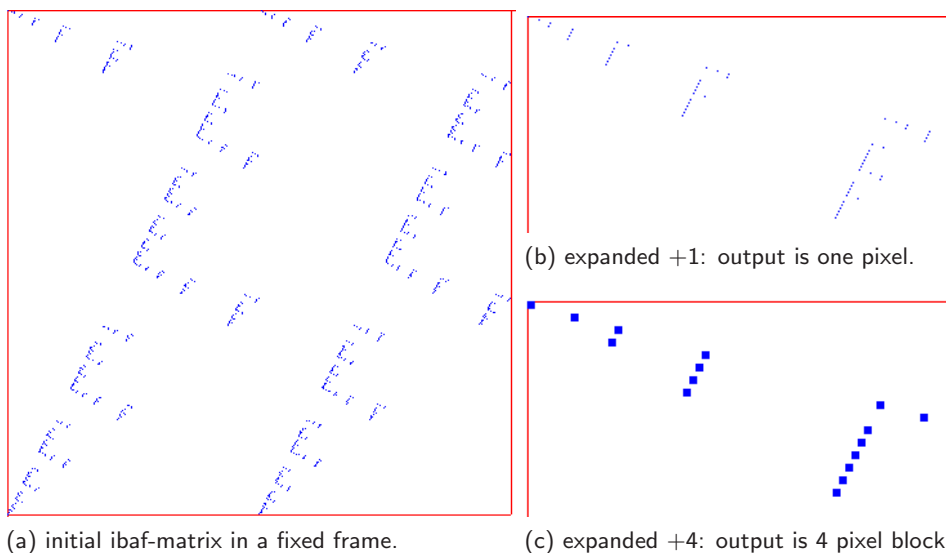 (a) initial ibaf-matrix in a fixed frame.
(b) expanded +1: output is one pixel.
(c) expanded +4: output is 4 pixel block